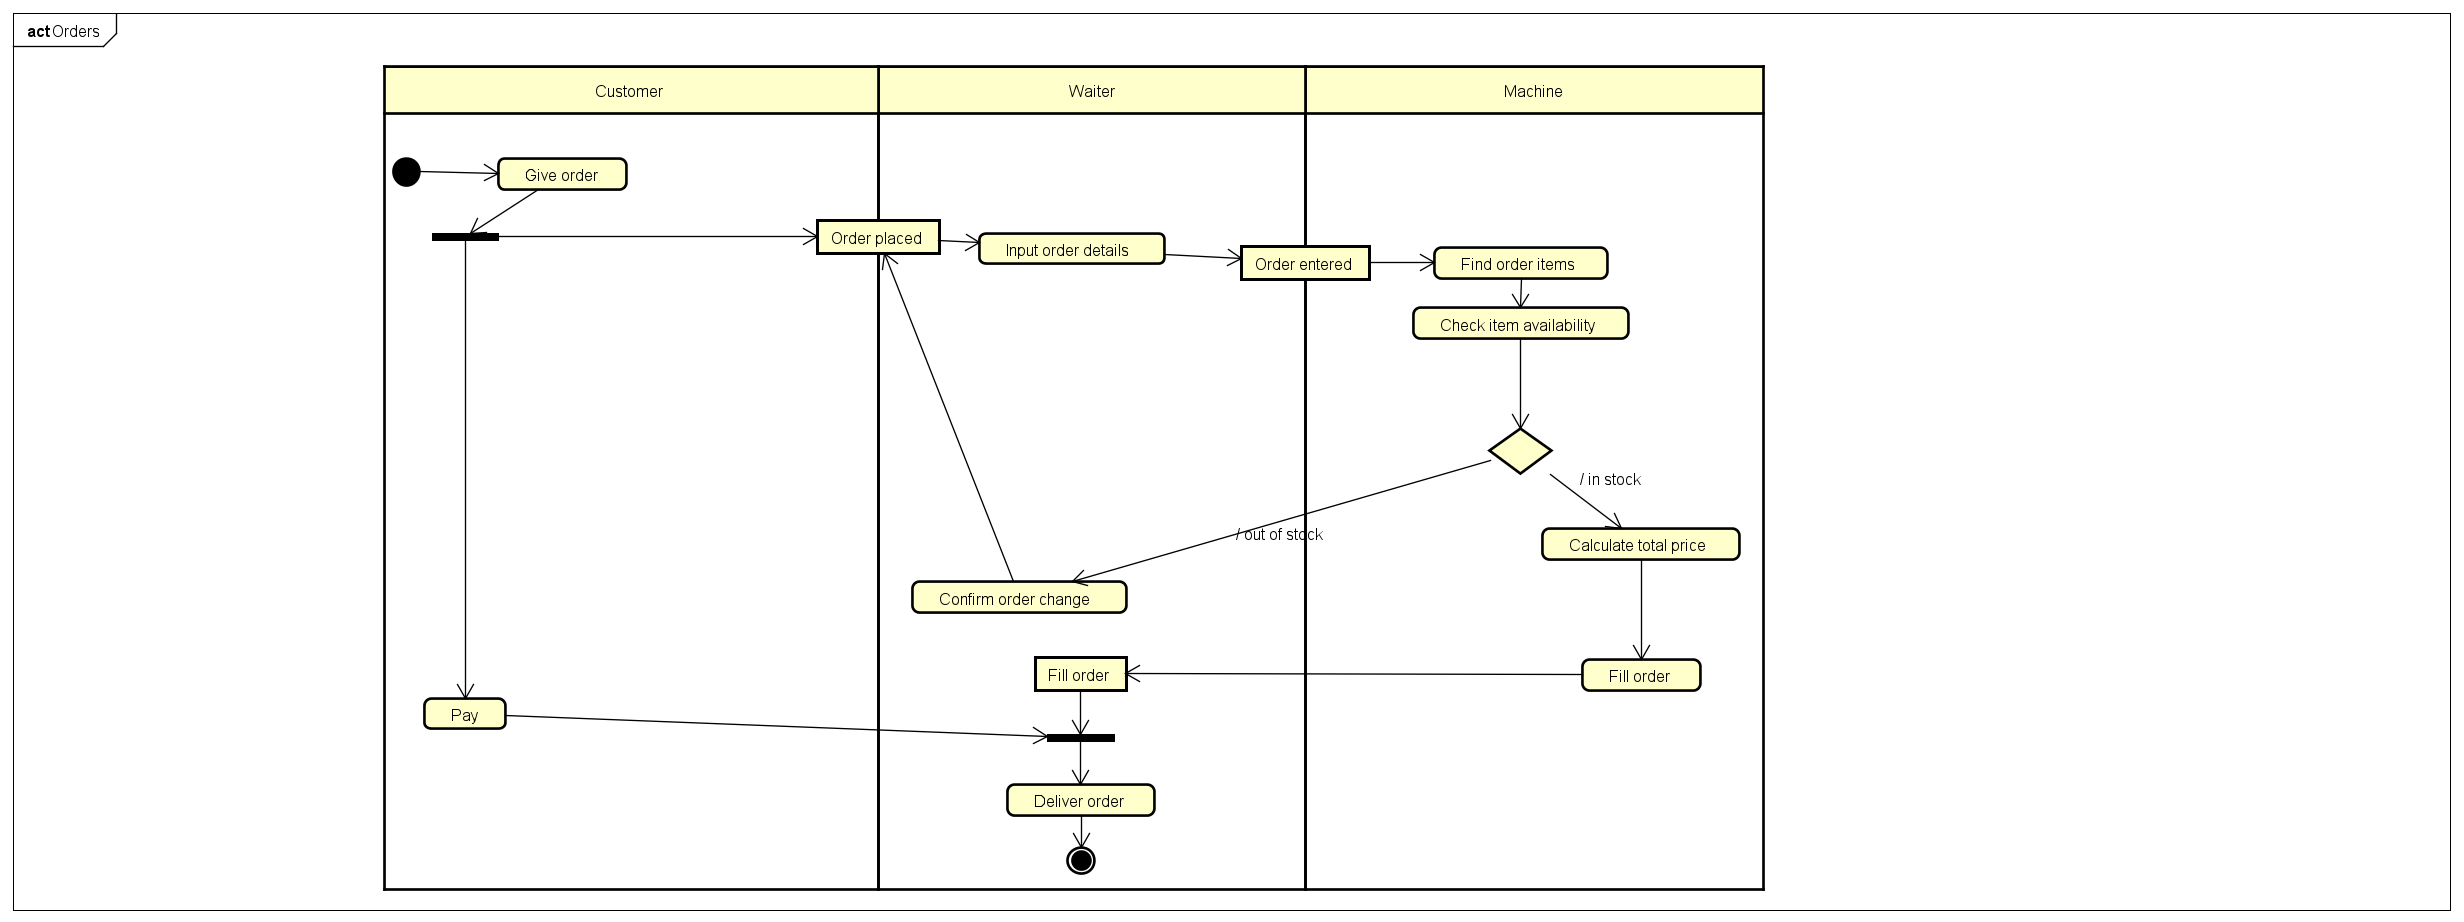 act Orders
Customer
Waiter
Machine
Give order
Order placed
Input order details
Order entered
Find order items
Check item availability
/ in stock
/ out of stock
Calculate total price
Confirm order change
Fill order
Fill order
Pay
Deliver order